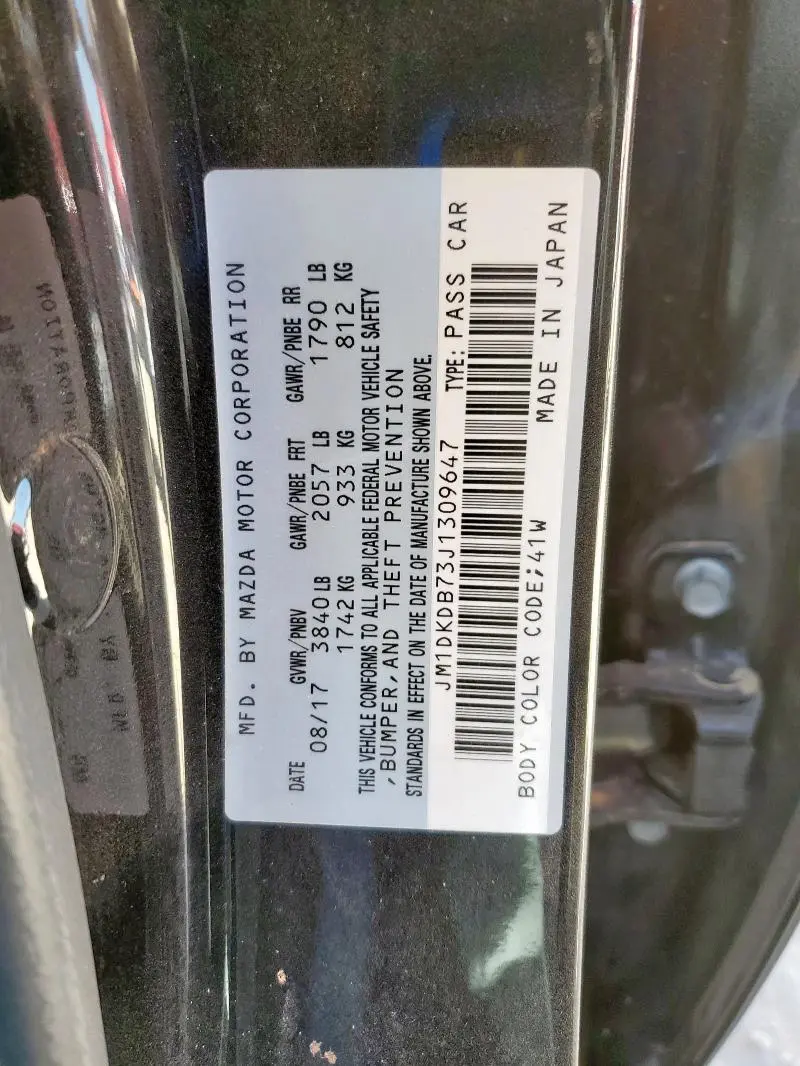 MFD. BY MAZDA MOTOR CORPORATION
DATE GVWR/PNBV GAWR/PNBE FRT GAWR/PNBE RR
08/17 3840 LB 2057 LB 1790 LB
1742 KG 933 KG 812 KG
THIS VEHICLE CONFORMS TO ALL APPLICABLE FEDERAL MOTOR VEHICLE SAFETY
,BUMPER,AND THEFT PREVENTION
STANDARDS IN EFFECT ON THE DATE OF MANUFACTURE SHOWN ABOVE.
JM1DKDB73J1309647 TYPE: PASS CAR
BODY COLOR CODE;41W MADE IN JAPAN